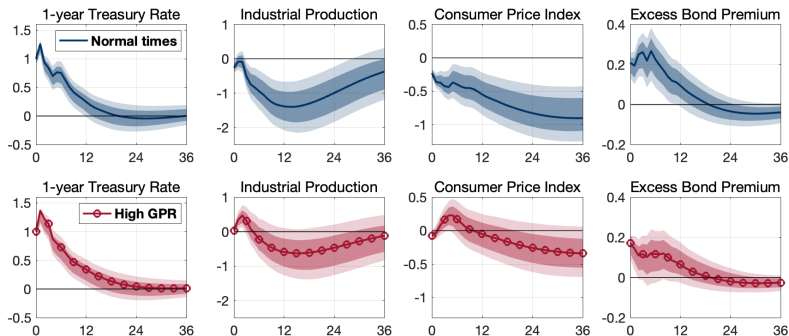 1-year Treasury Rate
Industrial Production
Consumer Price Index
Excess Bond Premium
Normal times
1.5
1
0.5
0
-0.5
0 12 24 36
0
-1
-2
0 12 24 36
0.5
0
-0.5
-1
0 12 24 36
0.4
0.2
0
-0.2
0 12 24 36
1-year Treasury Rate
Industrial Production
Consumer Price Index
Excess Bond Premium
High GPR
1.5
1
0.5
0
-0.5
0 12 24 36
1
0
-1
-2
0 12 24 36
0.5
0
-0.5
-1
0 12 24 36
0.4
0.2
0
-0.2
0 12 24 36